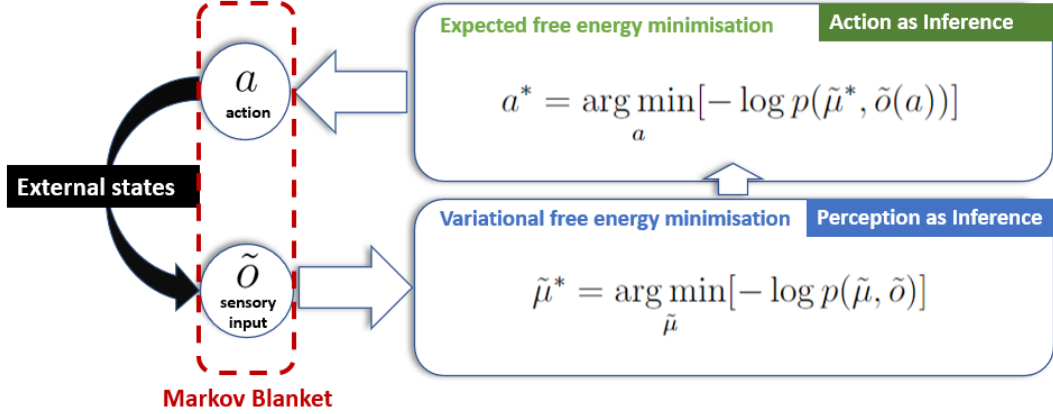 Expected free energy minimisation
Action as Inference
a
action
a* = arg min[− log p(μ̃*, õ(a))]
a
External states
Variational free energy minimisation
Perception as Inference
õ
sensory
input
μ̃* = arg min[− log p(μ̃, õ)]
μ̃
Markov Blanket